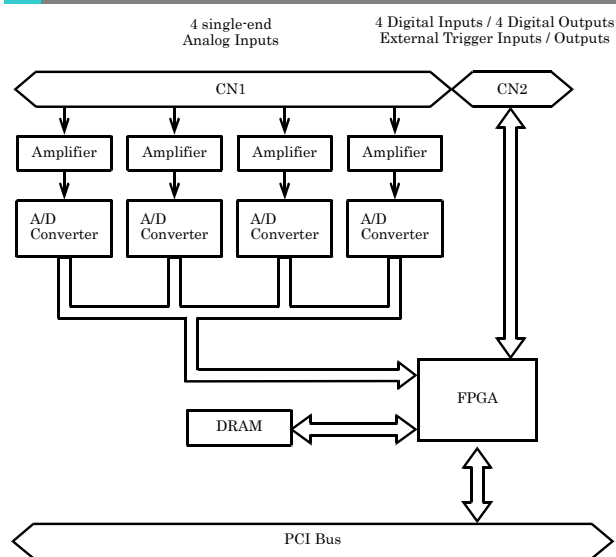 4 single-end
Analog Inputs
4 Digital Inputs / 4 Digital Outputs
External Trigger Inputs / Outputs
CN1
CN2
Amplifier
Amplifier
Amplifier
Amplifier
A/D
Converter
A/D
Converter
A/D
Converter
A/D
Converter
FPGA
DRAM
PCI Bus